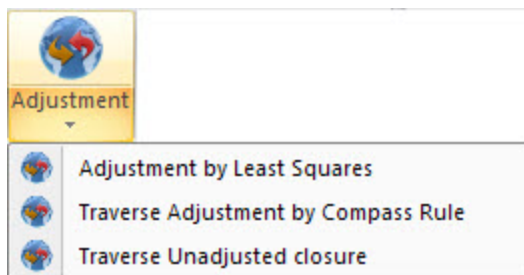 Adjustment
Adjustment by Least Squares
Traverse Adjustment by Compass Rule
Traverse Unadjusted closure